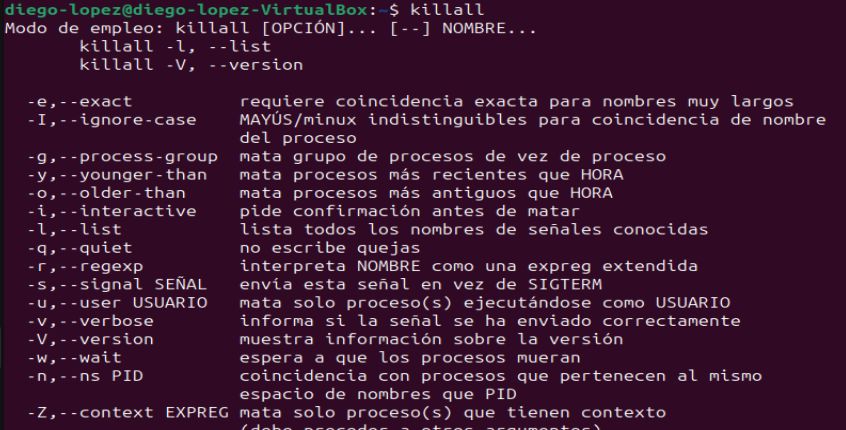 diego-lopez@diego-lopez-VirtualBox:~$ killall
Modo de empleo: killall [OPCIÓN]... [--] NOMBRE...
killall -l, --list
killall -V, --version
-e,--exact requiere coincidencia exacta para nombres muy largos
-I,--ignore-case MAYÚS/minux indistinguibles para coincidencia de nombre
del proceso
-g,--process-group mata grupo de procesos de vez de proceso
-y,--younger-than mata procesos más recientes que HORA
-o,--older-than mata procesos más antiguos que HORA
-i,--interactive pide confirmación antes de matar
-l,--list lista todos los nombres de señales conocidas
-q,--quiet no escribe quejas
-r,--regexp interpreta NOMBRE como una expreg extendida
-s,--signal SEÑAL envía esta señal en vez de SIGTERM
-u,--user USUARIO mata solo proceso(s) ejecutándose como USUARIO
-v,--verbose informa si la señal se ha enviado correctamente
-V,--version muestra información sobre la versión
-w,--wait espera a que los procesos mueran
-n,--ns PID coincidencia con procesos que pertenecen al mismo
espacio de nombres que PID
-Z,--context EXPREG mata solo proceso(s) que tienen contexto
(debe preceder a otros argumentos)